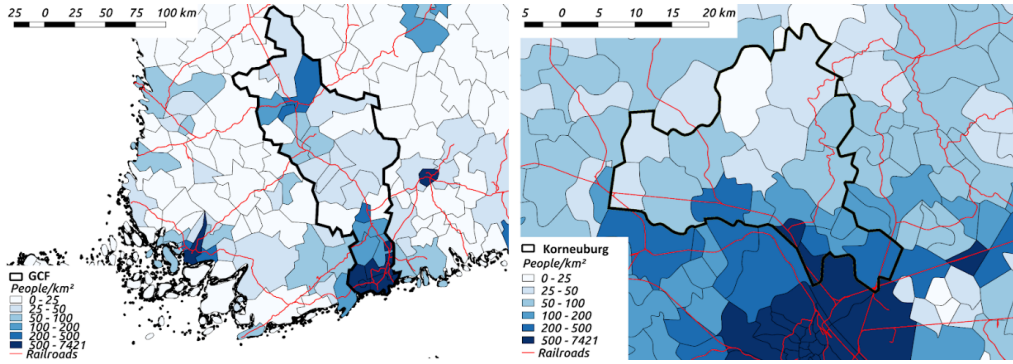 25 0 25 50 75 100 km
GCF
People/km²
0 - 25
25 - 50
50 - 100
100 - 200
200 - 500
500 - 7421
Railroads
5 0 5 10 15 20 km
Korneuburg
People/km²
0 - 25
25 - 50
50 - 100
100 - 200
200 - 500
500 - 7421
Railroads